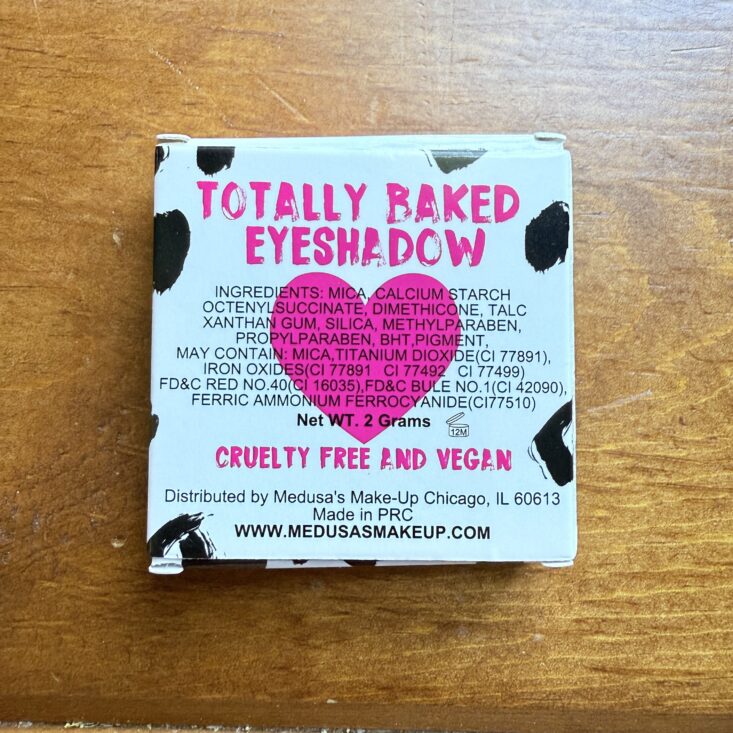 TOTALLY BAKED
EYESHADOW
INGREDIENTS: MICA, CALCIUM STARCH
OCTENYLSUCCINATE, DIMETHICONE, TALC
XANTHAN GUM, SILICA, METHYLPARABEN,
PROPYLPARABEN, BHT,PIGMENT,
MAY CONTAIN: MICA,TITANIUM DIOXIDE(CI 77891),
IRON OXIDES(CI 77891 CI 77492 CI 77499)
FD&C RED NO.40(CI 16035),FD&C BULE NO.1(CI 42090),
FERRIC AMMONIUM FERROCYANIDE(CI77510)
Net WT. 2 Grams
12M
CRUELTY FREE AND VEGAN
Distributed by Medusa's Make-Up Chicago, IL 60613
Made in PRC
WWW.MEDUSASMAKEUP.COM